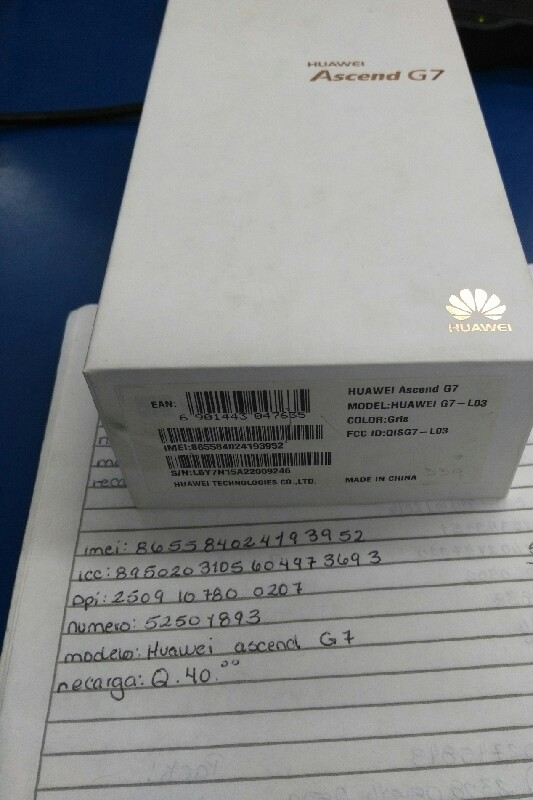 HUAWEI
Ascend G7
HUAWEI
EAN:
6 901443 047635
IMEI:865584024193952
S/N:L6Y7N15A22009246
HUAWEI TECHNOLOGIES CO.,LTD.
HUAWEI Ascend G7
MODEL:HUAWEI G7-L03
COLOR:Gris
FCC ID:QISG7-L03
MADE IN CHINA
imei: 865584024193952
icc: 8950203105604973693
Dpi: 2509 10780 0207
numero: 52501893
modelo: Huawei ascend G7
recarga: Q.40.⁰⁰